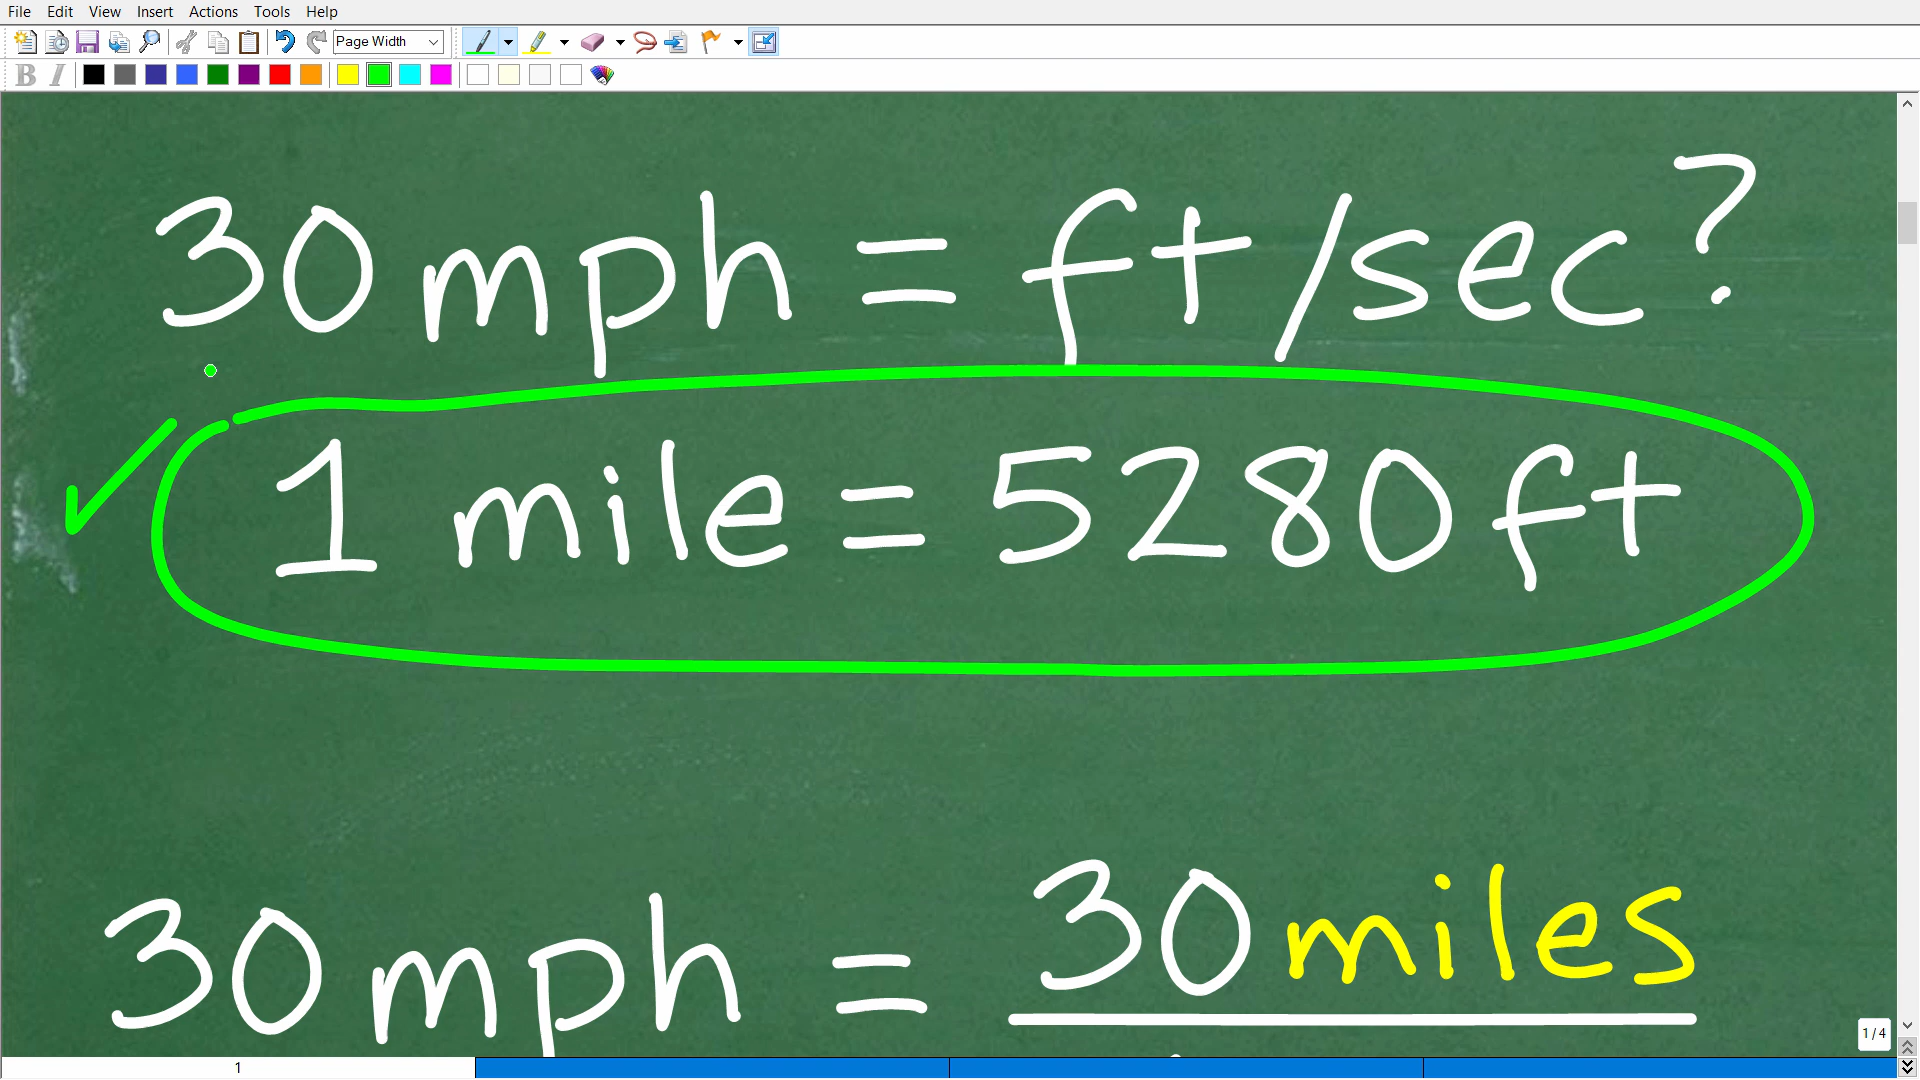 File Edit View Insert Actions Tools Help
Page Width
B I
30 mph = ft/sec?
1 mile = 5280 ft
30 mph = 30 miles
1 / 4
1